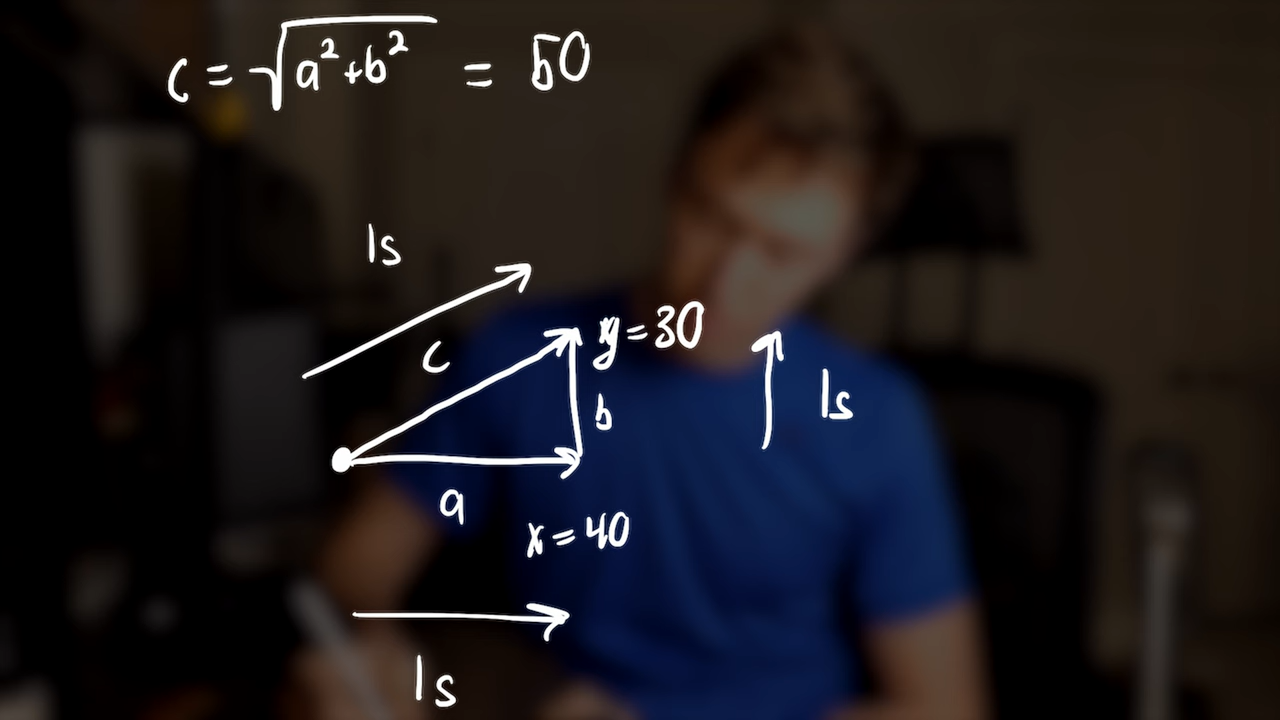 c = √a²+b² = 50
1s
c
y=30
b
1s
a
x=40
1s